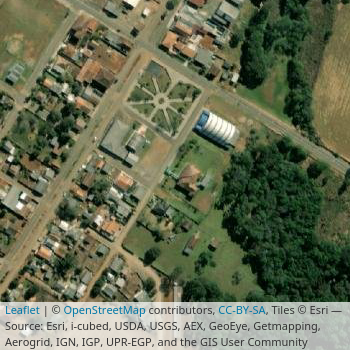 Leaflet | © OpenStreetMap contributors, CC-BY-SA, Tiles © Esri —
Source: Esri, i-cubed, USDA, USGS, AEX, GeoEye, Getmapping,
Aerogrid, IGN, IGP, UPR-EGP, and the GIS User Community